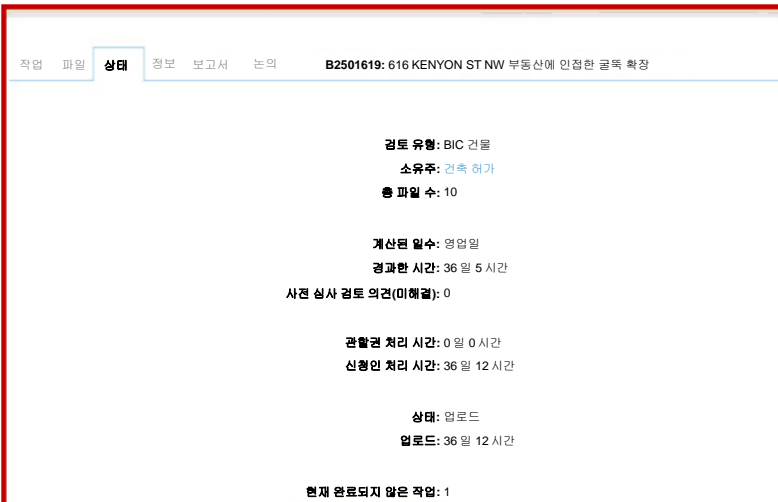 작업 파일 상태 정보 보고서 논의 B2501619: 616 KENYON ST NW 부동산에 인접한 굴뚝 확장
검토 유형: BIC 건물
소유주: 건축 허가
총 파일 수: 10
계산된 일수: 영업일
경과한 시간: 36 일 5 시간
사전 심사 검토 의견(미해결): 0
관할권 처리 시간: 0 일 0 시간
신청인 처리 시간: 36 일 12 시간
상태: 업로드
업로드: 36 일 12 시간
현재 완료되지 않은 작업: 1